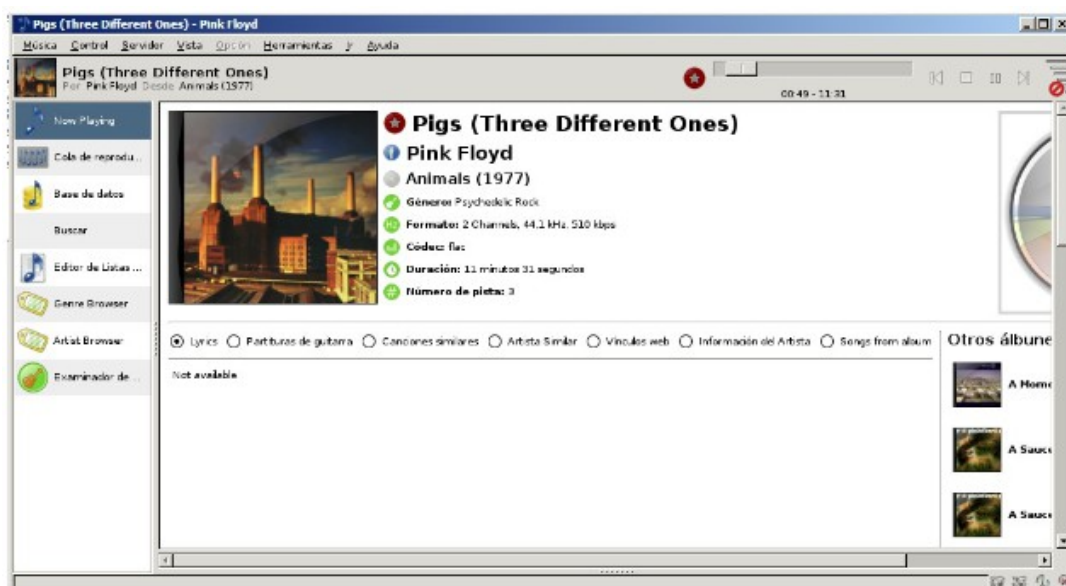 Pigs (Three Different Ones) - Pink Floyd
Música Control Servidor Vista Opción Herramientas Ir Ayuda
Pigs (Three Different Ones)
Por Pink Floyd Desde Animals (1977)
00:49 - 11:31
Now Playing
Cola de reprodu...
Base de datos
Buscar
Editor de Listas ...
Genre Browser
Artist Browser
Examinador de ...
Pigs (Three Different Ones)
Pink Floyd
Animals (1977)
Género: Psychedelic Rock
Formato: 2 Channels, 44.1 kHz, 510 kbps
Códec: flac
Duración: 11 minutos 31 segundos
Número de pista: 3
Lyrics Partituras de guitarra Canciones similares Artista Similar Vínculos web Información del Artista Songs from album
Not available
Otros álbune
A Home
A Sauce
A Sauce